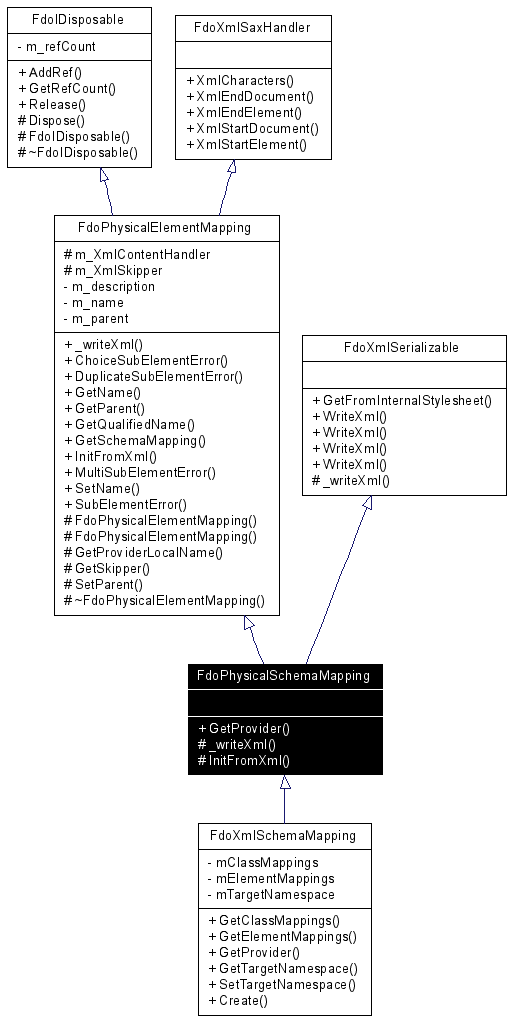 FdoIDisposable
- m_refCount
+ AddRef()
+ GetRefCount()
+ Release()
# Dispose()
# FdoIDisposable()
# ~FdoIDisposable()
FdoXmlSaxHandler
+ XmlCharacters()
+ XmlEndDocument()
+ XmlEndElement()
+ XmlStartDocument()
+ XmlStartElement()
FdoPhysicalElementMapping
# m_XmlContentHandler
# m_XmlSkipper
- m_description
- m_name
- m_parent
+ _writeXml()
+ ChoiceSubElementError()
+ DuplicateSubElementError()
+ GetName()
+ GetParent()
+ GetQualifiedName()
+ GetSchemaMapping()
+ InitFromXml()
+ MultiSubElementError()
+ SetName()
+ SubElementError()
# FdoPhysicalElementMapping()
# FdoPhysicalElementMapping()
# GetProviderLocalName()
# GetSkipper()
# SetParent()
# ~FdoPhysicalElementMapping()
FdoXmlSerializable
+ GetFromInternalStylesheet()
+ WriteXml()
+ WriteXml()
+ WriteXml()
+ WriteXml()
# _writeXml()
FdoPhysicalSchemaMapping
+ GetProvider()
# _writeXml()
# InitFromXml()
FdoXmlSchemaMapping
- mClassMappings
- mElementMappings
- mTargetNamespace
+ GetClassMappings()
+ GetElementMappings()
+ GetProvider()
+ GetTargetNamespace()
+ SetTargetNamespace()
+ Create()